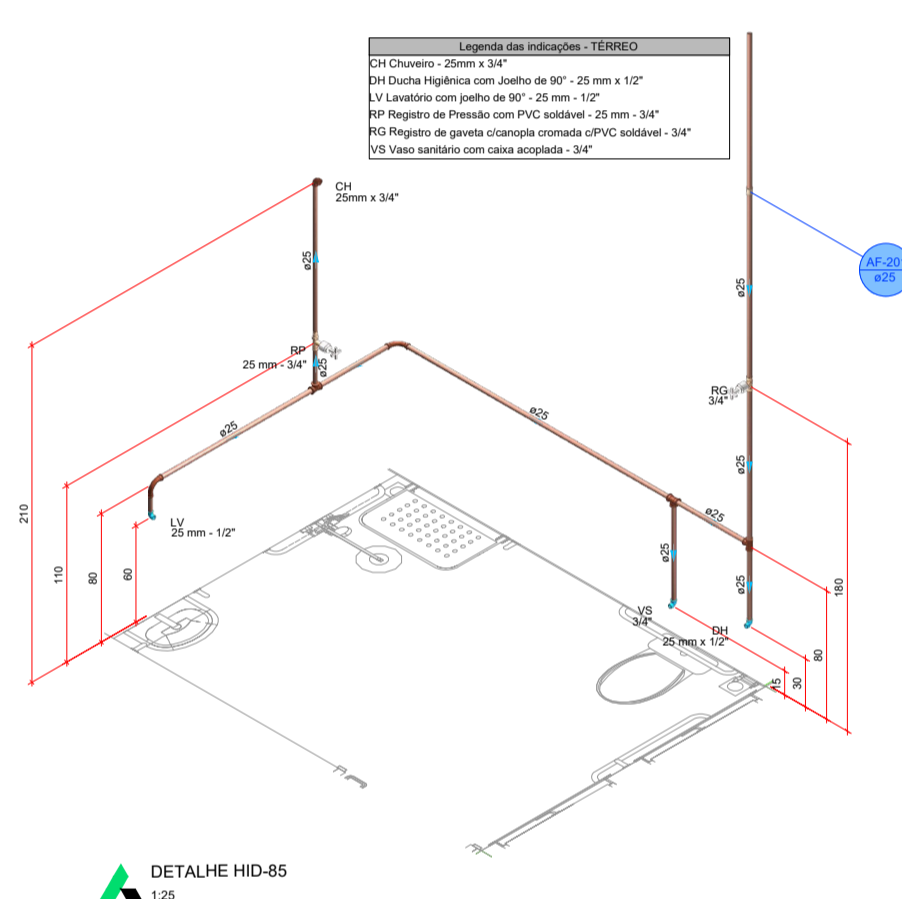 Legenda das indicações - TÉRREO
CH Chuveiro - 25mm x 3/4"
DH Ducha Higiênica com Joelho de 90° - 25 mm x 1/2"
LV Lavatório com joelho de 90° - 25 mm - 1/2"
RP Registro de Pressão com PVC soldável - 25 mm - 3/4"
RG Registro de gaveta c/canopla cromada c/PVC soldável - 3/4"
VS Vaso sanitário com caixa acoplada - 3/4"
CH
25mm x 3/4"
ø25
AF-20
ø25
ø25
RP
25 mm - 3/4"
ø25
RG
3/4"
ø25
ø25
ø25
ø25
210
LV
25 mm - 1/2"
110
80
60
ø25
ø25
180
VS
3/4"
DH
25 mm x 1/2"
15
30
80
DETALHE HID-85
1:25